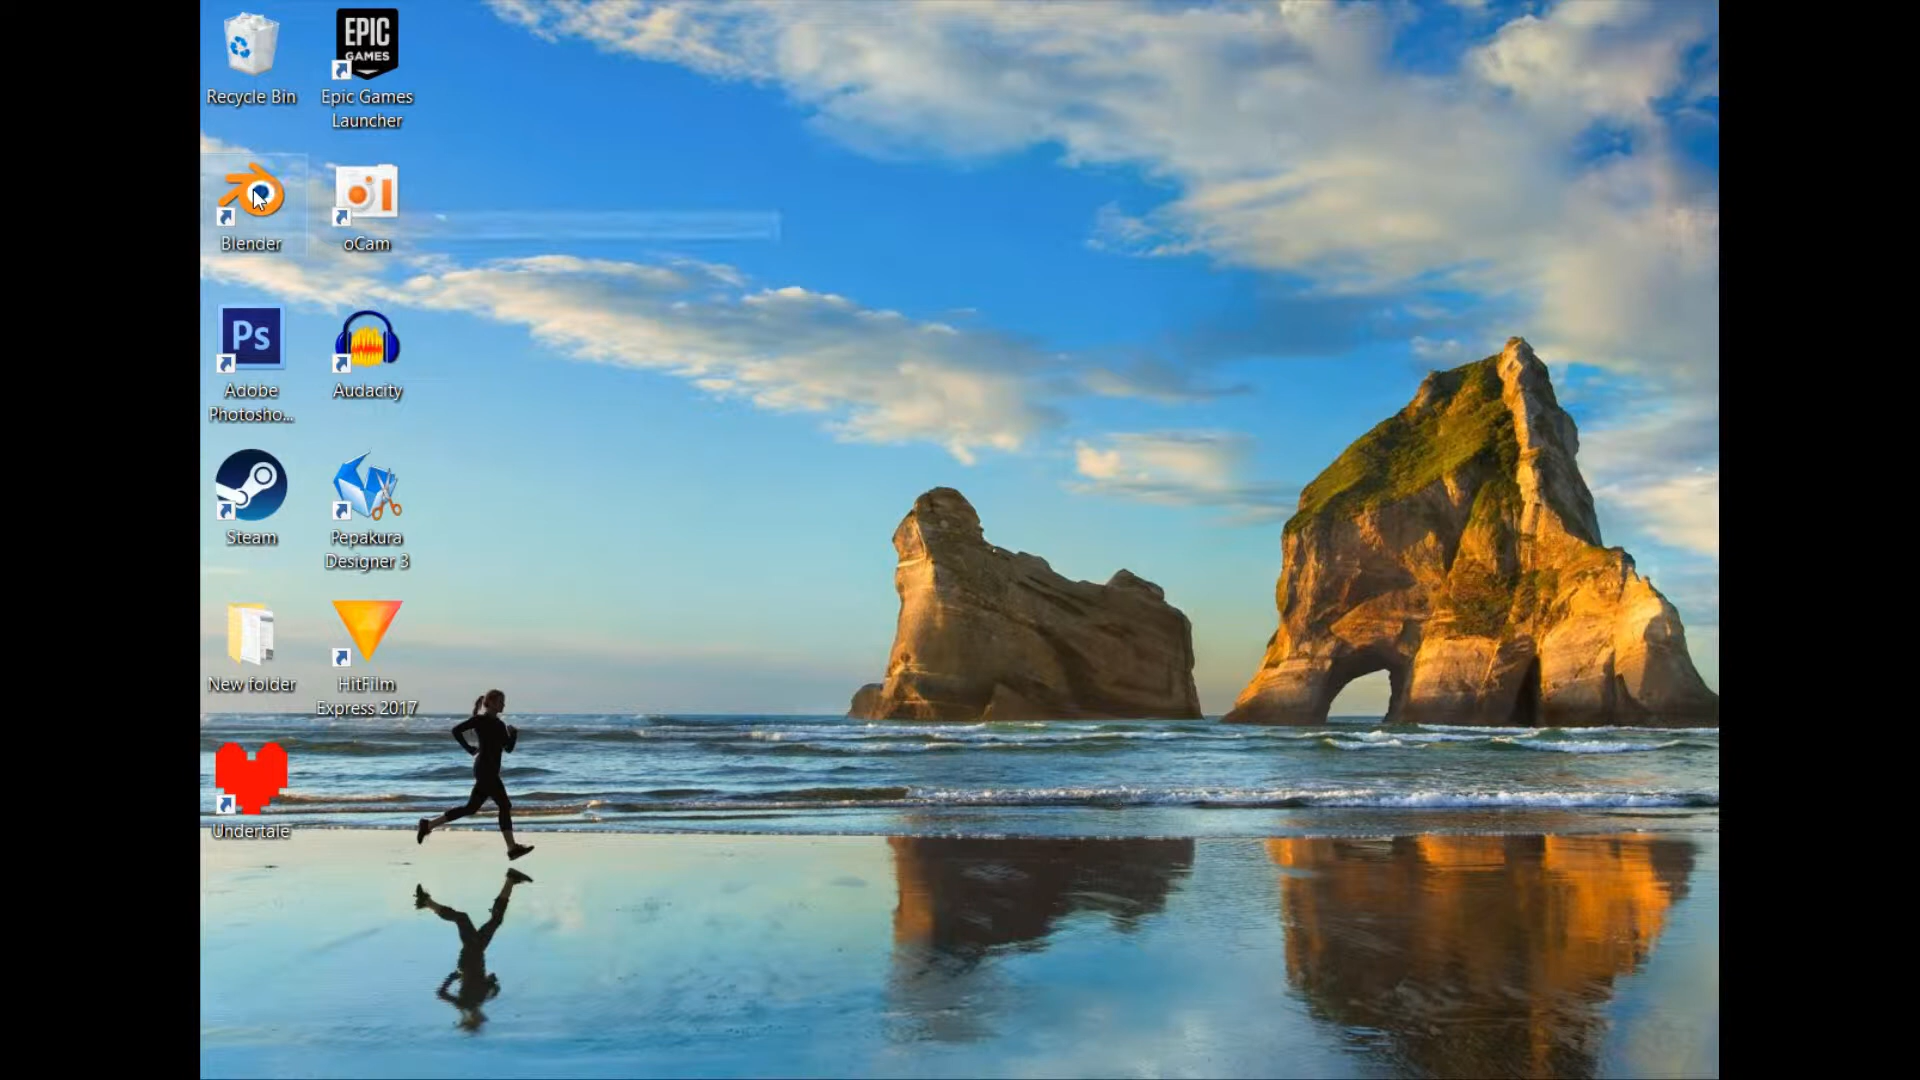 Recycle Bin
EPIC
GAMES
Epic Games
Launcher
Blender
oCam
Ps
Adobe
Photosho...
Audacity
Steam
Pepakura
Designer 3
New folder
HitFilm
Express 2017
Undertale